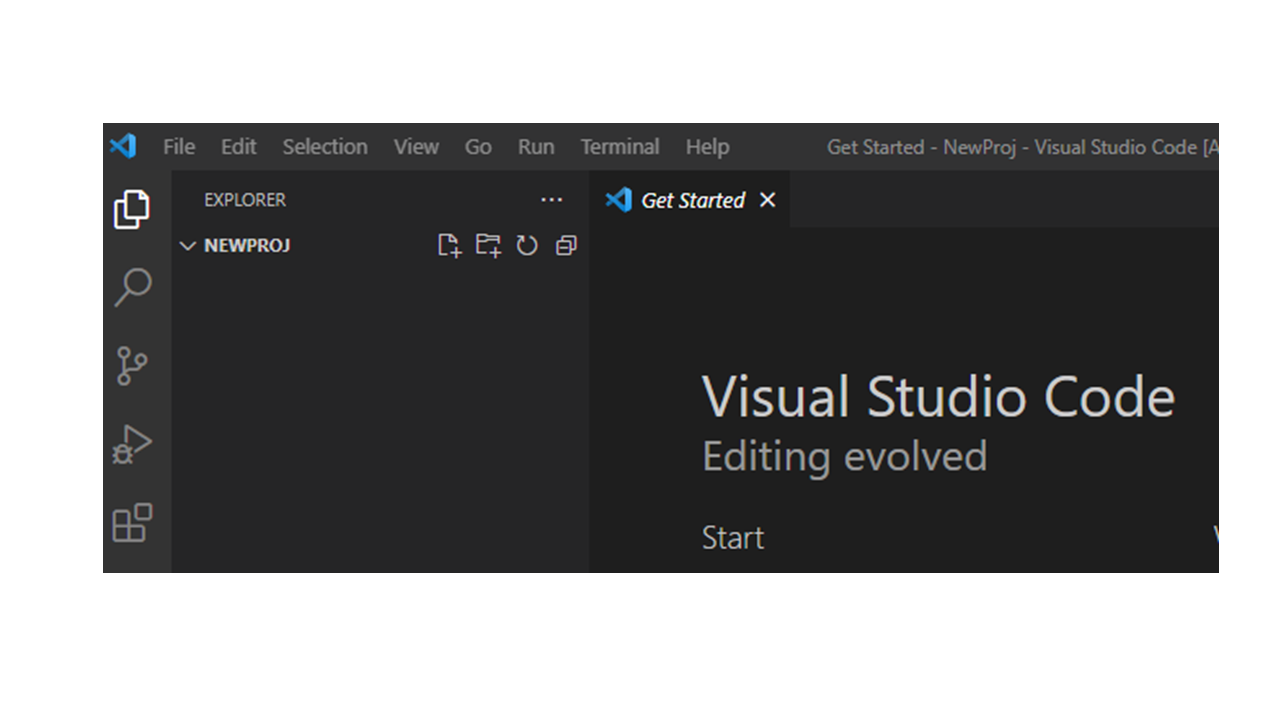 File Edit Selection View Go Run Terminal Help Get Started - NewProj - Visual Studio Code [A
EXPLORER
Get Started
NEWPROJ
Visual Studio Code
Editing evolved
Start